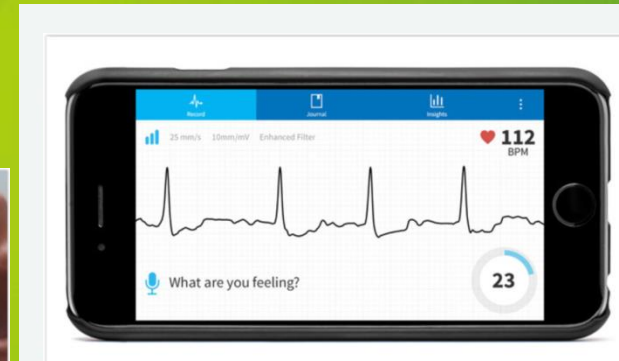 Record Journal Insights
25 mm/s 10mm/mV Enhanced Filter 112
BPM
What are you feeling? 23